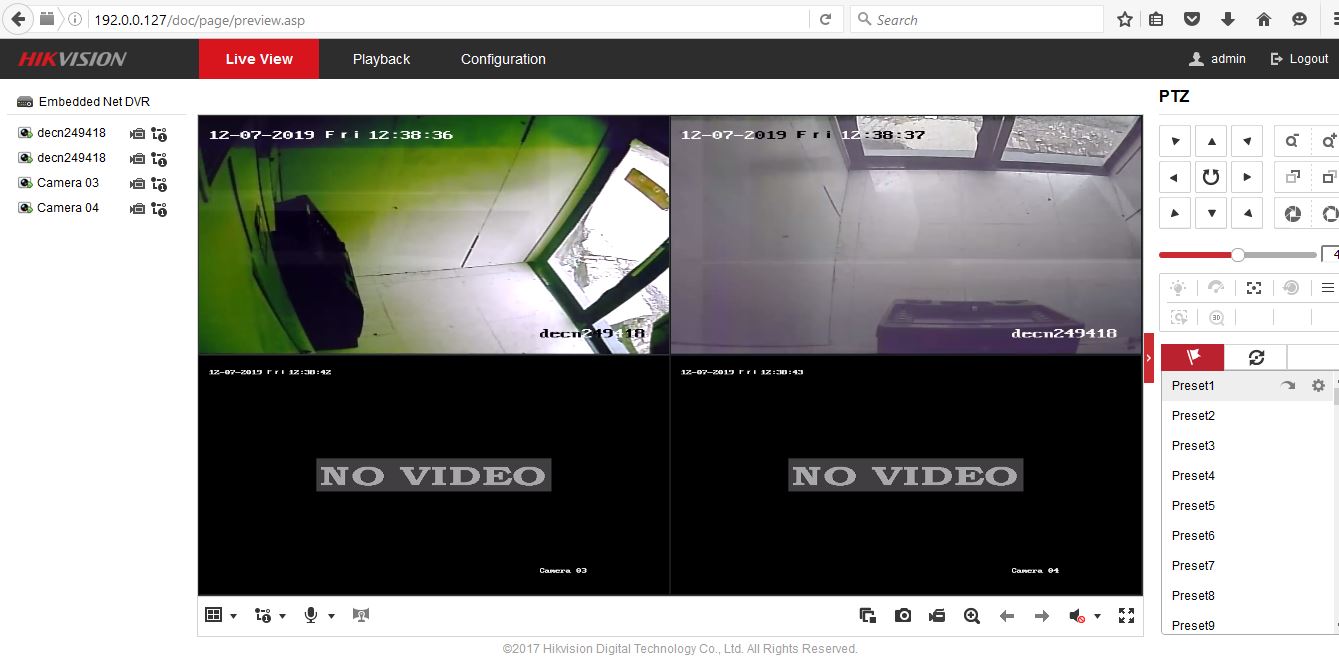 192.0.0.127/doc/page/preview.asp
Search
HIKVISION
Live View
Playback
Configuration
admin
Logout
Embedded Net DVR
decn249418
decn249418
Camera 03
Camera 04
12-07-2019 Fri 12:38:36
decn249418
12-07-2019 Fri 12:38:37
decn249418
12-07-2019 Fri 12:38:42
NO VIDEO
Camera 03
12-07-2019 Fri 12:38:43
NO VIDEO
Camera 04
PTZ
4
3D
Preset1
Preset2
Preset3
Preset4
Preset5
Preset6
Preset7
Preset8
Preset9
©2017 Hikvision Digital Technology Co., Ltd. All Rights Reserved.